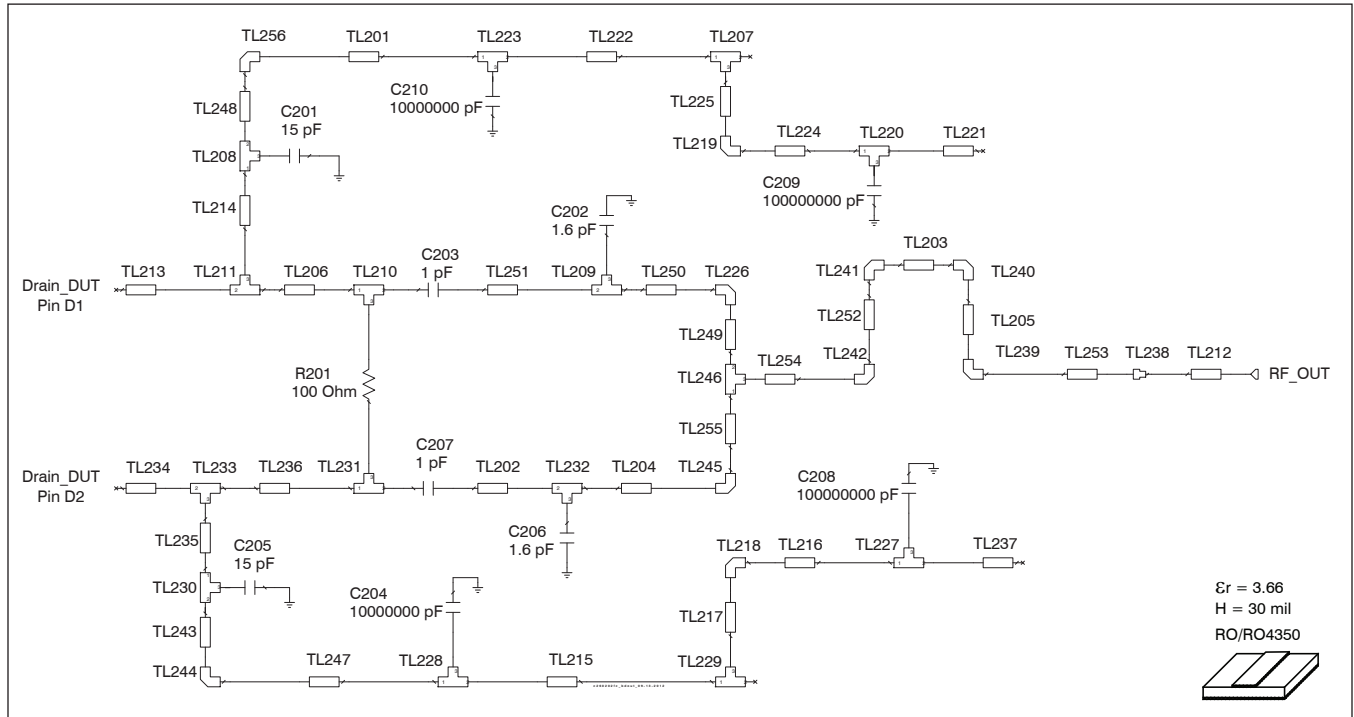 TL256
TL201
TL223
TL222
TL207
C210
10000000 pF
TL248
C201
15 pF
TL225
TL208
TL219
TL224
TL220
TL221
C209
100000000 pF
TL214
C202
1.6 pF
Drain_DUT
Pin D1
TL213
TL211
TL206
TL210
C203
1 pF
TL251
TL209
TL250
TL226
TL203
TL241
TL240
TL252
TL205
TL249
TL254
TL242
TL246
TL239
TL253
TL238
TL212
RF_OUT
R201
100 Ohm
TL255
Drain_DUT
Pin D2
TL234
TL233
TL236
TL231
C207
1 pF
TL202
TL232
TL204
TL245
C208
100000000 pF
TL235
C205
15 pF
C206
1.6 pF
TL218
TL216
TL227
TL237
TL230
C204
10000000 pF
TL217
TL243
TL244
TL247
TL228
TL215
TL229
Ɛr = 3.66
H = 30 mil
RO/RO4350